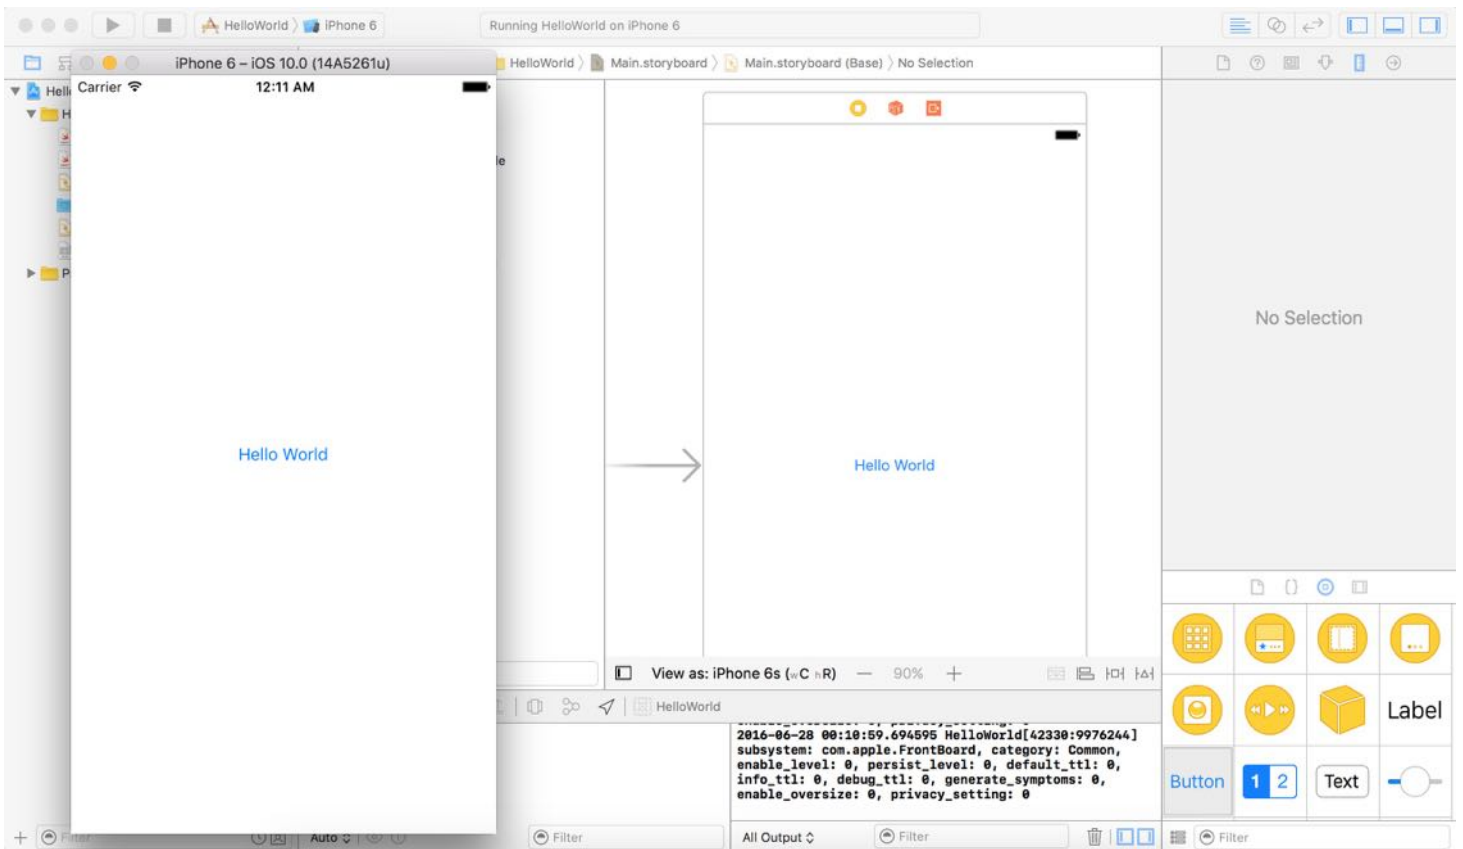 HelloWorld 〉 iPhone 6
Running HelloWorld on iPhone 6
iPhone 6 – iOS 10.0 (14A5261u)
HelloWorld 〉 Main.storyboard 〉 Main.storyboard (Base) 〉 No Selection
Carrier
12:11 AM
Hello World
Hello World
No Selection
View as: iPhone 6s (wC hR) — 90% +
HelloWorld
2016-06-28 00:10:59.694595 HelloWorld[42330:9976244]
subsystem: com.apple.FrontBoard, category: Common,
enable_level: 0, persist_level: 0, default_ttl: 0,
info_ttl: 0, debug_ttl: 0, generate_symptoms: 0,
enable_oversize: 0, privacy_setting: 0
Label
Button
1 2
Text
Auto
Filter
All Output
Filter
Filter